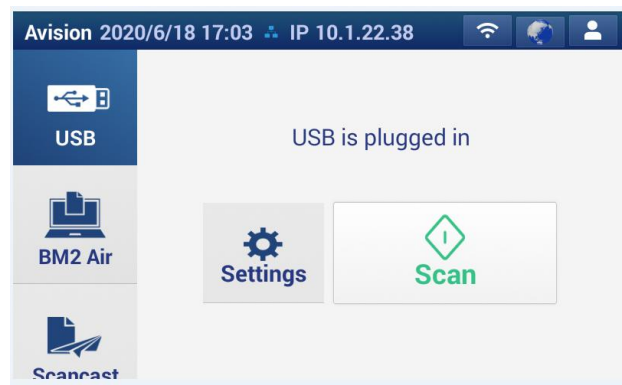 Avision 2020/6/18 17:03 IP 10.1.22.38
USB
USB is plugged in
BM2 Air
Settings
Scan
Scancast